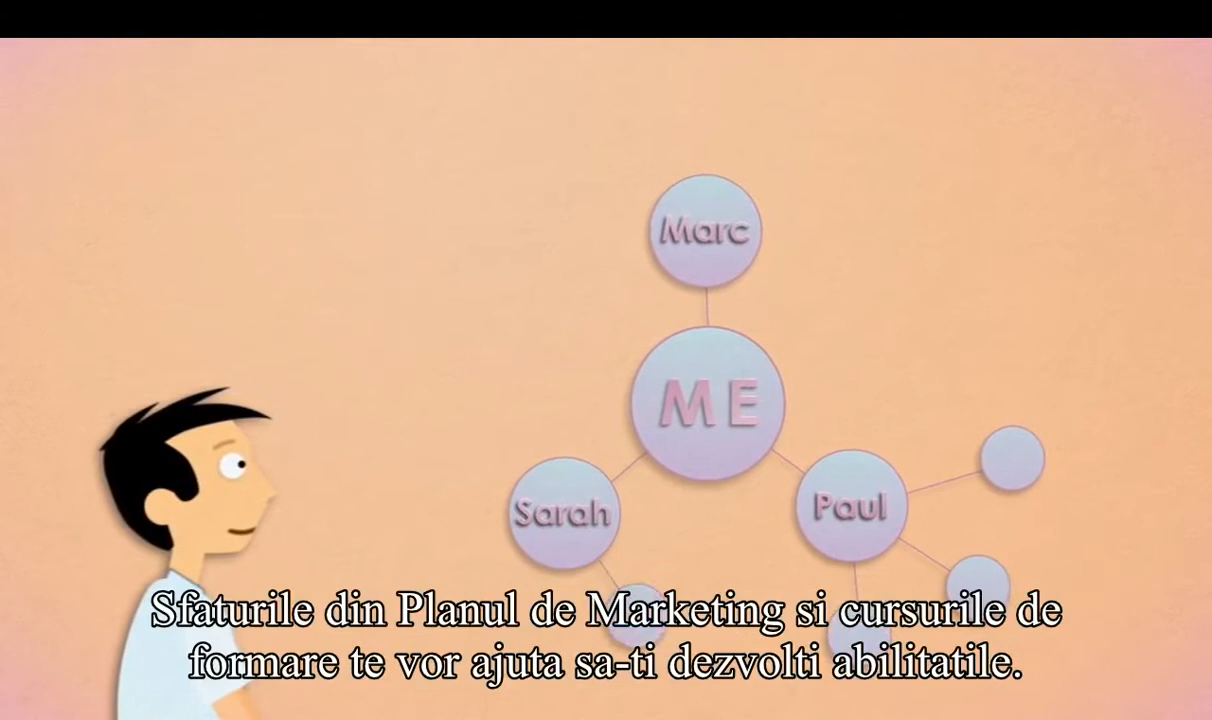 Marc
ME
Sarah
Paul
Sfaturile din Planul de Marketing si cursurile de
formare te vor ajuta sa-ti dezvolti abilitatile.